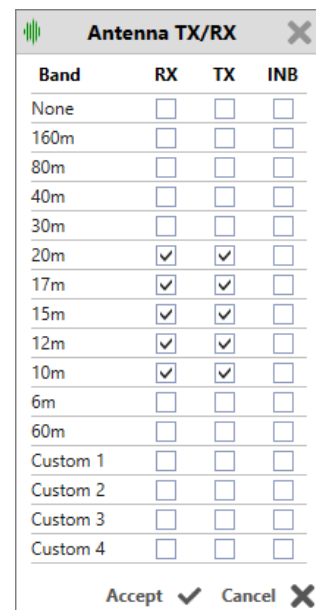 Antenna TX/RX
Band RX TX INB
None
160m
80m
40m
30m
20m
17m
15m
12m
10m
6m
60m
Custom 1
Custom 2
Custom 3
Custom 4
Accept Cancel